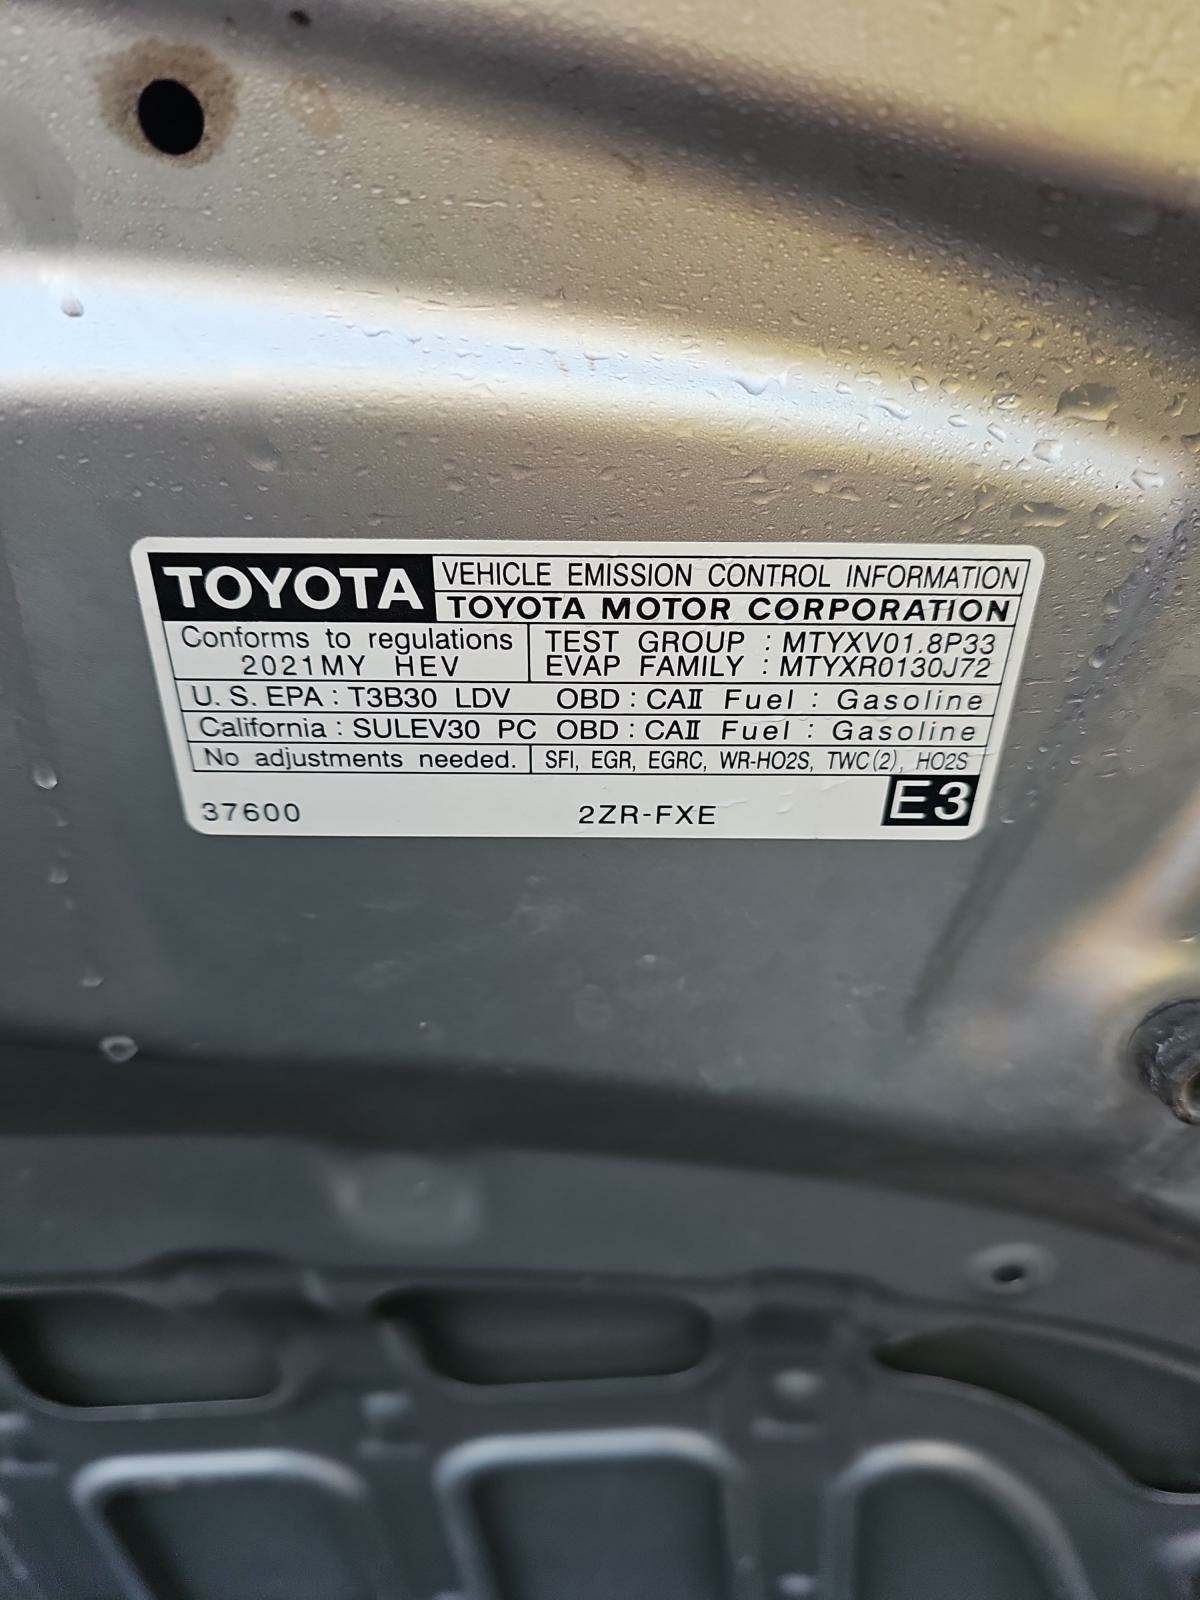 TOYOTA VEHICLE EMISSION CONTROL INFORMATION
TOYOTA MOTOR CORPORATION
Conforms to regulations TEST GROUP : MTYXV01.8P33
2021MY HEV EVAP FAMILY : MTYXR0130J72
U.S. EPA : T3B30 LDV OBD : CAⅡ Fuel : Gasoline
California : SULEV30 PC OBD : CAⅡ Fuel : Gasoline
No adjustments needed. SFI, EGR, EGRC, WR-HO2S, TWC(2), HO2S
37600 2ZR-FXE E3